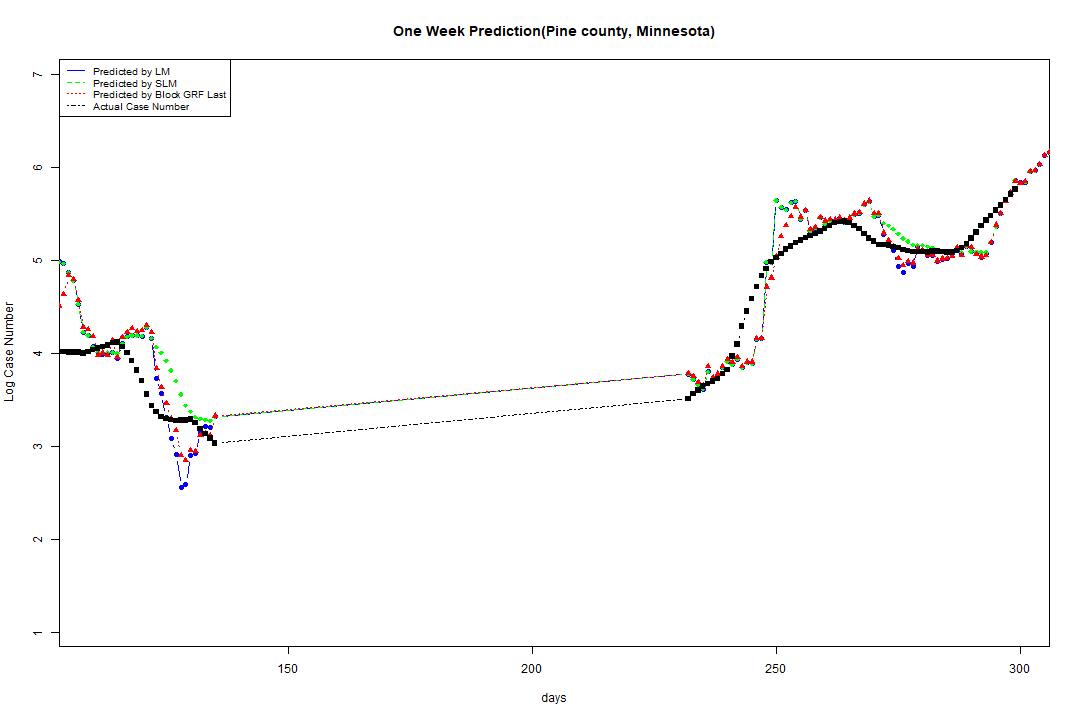 One Week Prediction(Pine county, Minnesota)
Predicted by LM
Predicted by SLM
Predicted by Block GRF Last
Actual Case Number
7
6
5
4
3
2
1
Log Case Number
150
200
250
300
days